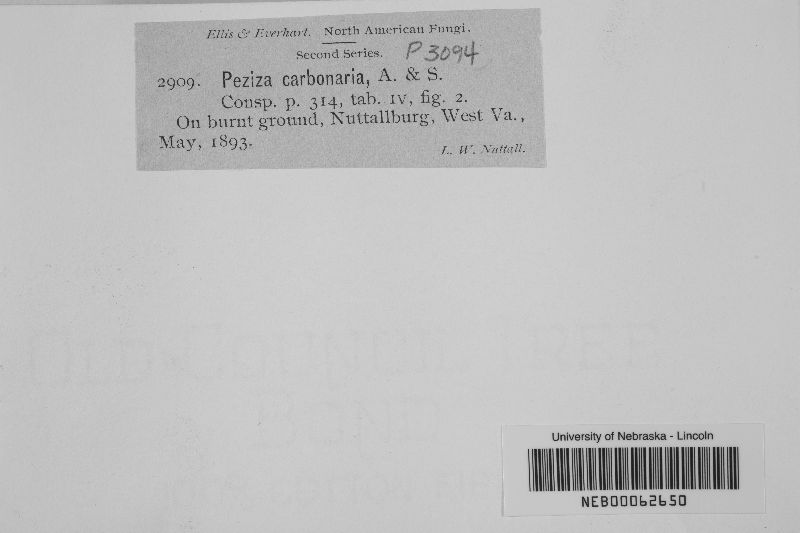 Ellis & Everhart. North American Fungi.
Second Series. P 3094
2909. Peziza carbonaria, A. & S.
Consp. p. 314, tab. IV, fig. 2.
On burnt ground, Nuttallburg, West Va.,
May, 1893.
L. W. Nuttall.
University of Nebraska - Lincoln
NEB00062650